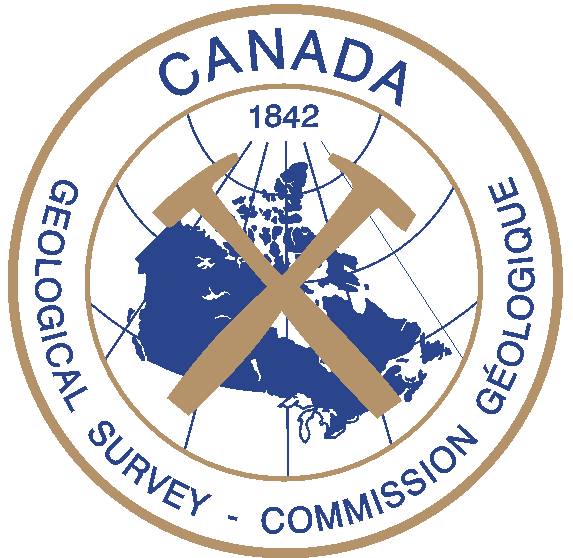 CANADA
1842
GEOLOGICAL SURVEY - COMMISSION GÉOLOGIQUE